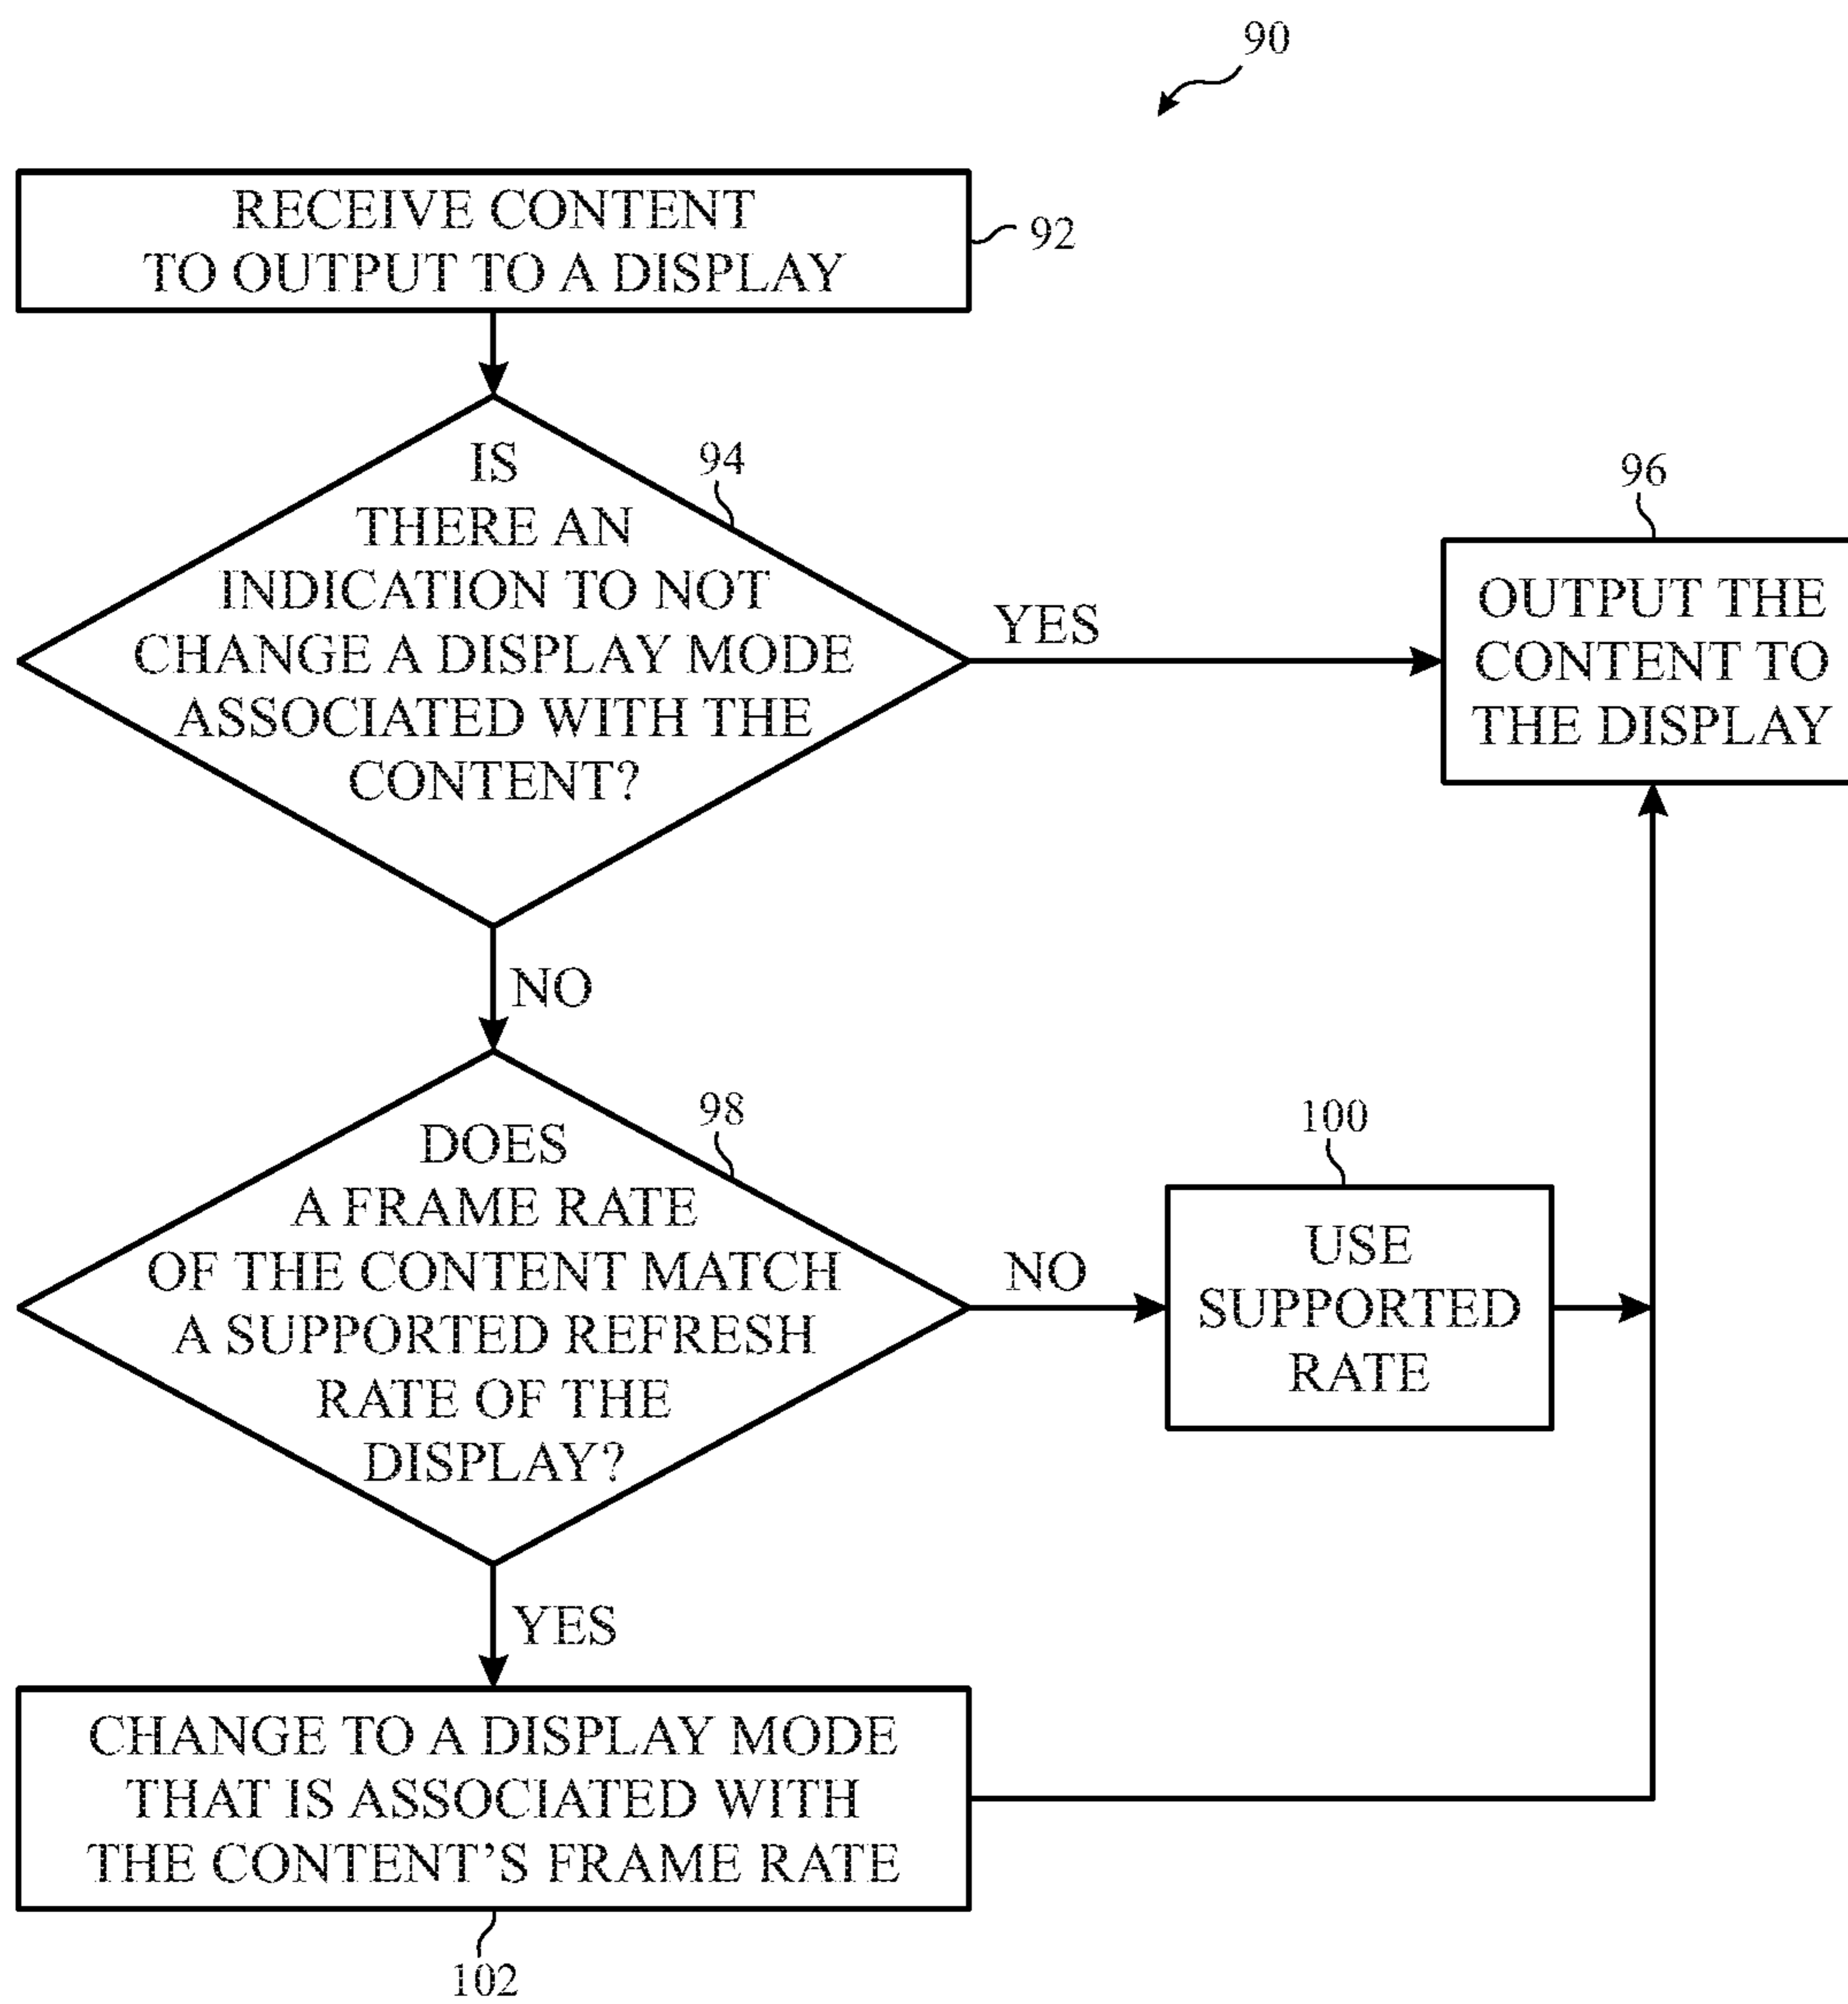 90
RECEIVE CONTENT
TO OUTPUT TO A DISPLAY
92
IS
THERE AN
INDICATION TO NOT
CHANGE A DISPLAY MODE
ASSOCIATED WITH THE
CONTENT?
94
YES
96
OUTPUT THE
CONTENT TO
THE DISPLAY
NO
DOES
A FRAME RATE
OF THE CONTENT MATCH
A SUPPORTED REFRESH
RATE OF THE
DISPLAY?
98
NO
100
USE
SUPPORTED
RATE
YES
CHANGE TO A DISPLAY MODE
THAT IS ASSOCIATED WITH
THE CONTENT’S FRAME RATE
102